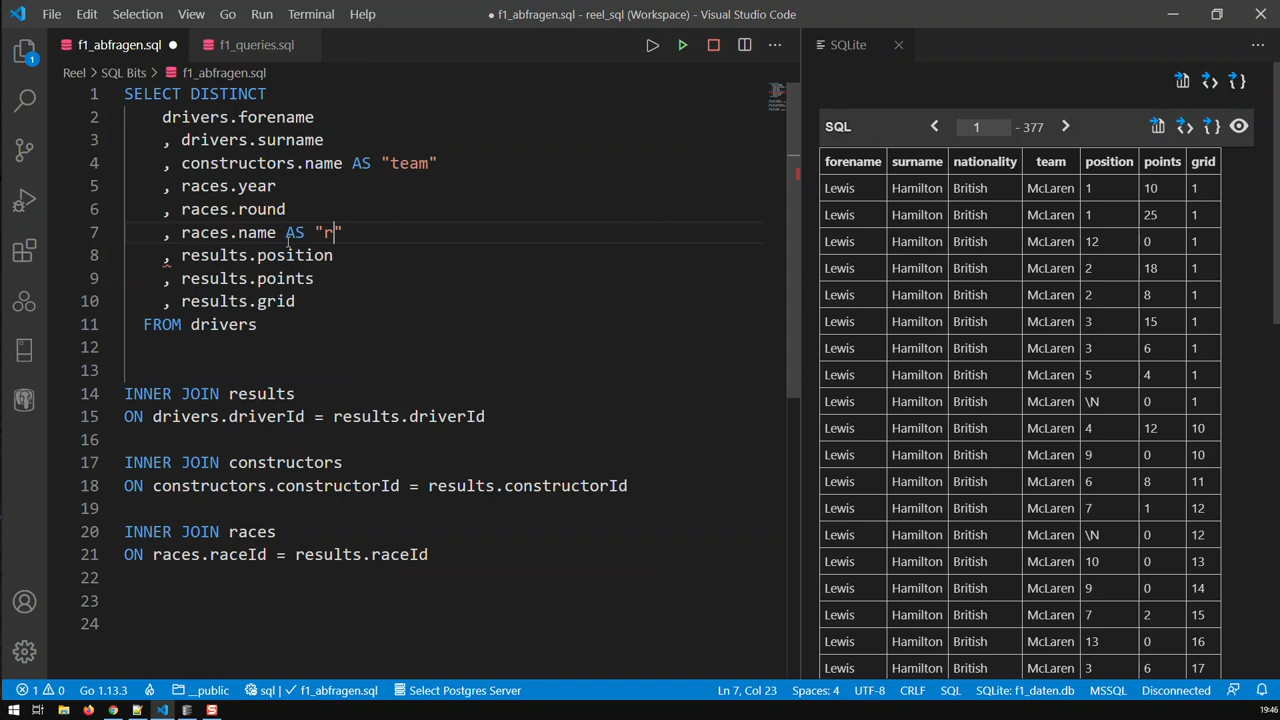 File Edit Selection View Go Run Terminal Help
● f1_abfragen.sql - reel_sql (Workspace) - Visual Studio Code
f1_abfragen.sql ●
f1_queries.sql
SQLite
Reel > SQL Bits > f1_abfragen.sql
1 SELECT DISTINCT
2 drivers.forename
3 , drivers.surname
4 , constructors.name AS "team"
5 , races.year
6 , races.round
7 , races.name AS "r"
8 , results.position
9 , results.points
10 , results.grid
11 FROM drivers
12
13
14 INNER JOIN results
15 ON drivers.driverId = results.driverId
16
17 INNER JOIN constructors
18 ON constructors.constructorId = results.constructorId
19
20 INNER JOIN races
21 ON races.raceId = results.raceId
22
23
24
SQL < 1 - 377 >
forename surname nationality team position points grid
Lewis Hamilton British McLaren 1 10 1
Lewis Hamilton British McLaren 1 25 1
Lewis Hamilton British McLaren 12 0 1
Lewis Hamilton British McLaren 2 18 1
Lewis Hamilton British McLaren 2 8 1
Lewis Hamilton British McLaren 3 15 1
Lewis Hamilton British McLaren 3 6 1
Lewis Hamilton British McLaren 5 4 1
Lewis Hamilton British McLaren \N 0 1
Lewis Hamilton British McLaren 4 12 10
Lewis Hamilton British McLaren 9 0 10
Lewis Hamilton British McLaren 6 8 11
Lewis Hamilton British McLaren 7 1 12
Lewis Hamilton British McLaren \N 0 12
Lewis Hamilton British McLaren 10 0 13
Lewis Hamilton British McLaren 9 0 14
Lewis Hamilton British McLaren 7 2 15
Lewis Hamilton British McLaren 13 0 16
Lewis Hamilton British McLaren 3 6 17
1 0 Go 1.13.3 __public sql | ✓ f1_abfragen.sql Select Postgres Server Ln 7, Col 23 Spaces: 4 UTF-8 CRLF SQL SQLite: f1_daten.db MSSQL Disconnected
19:46